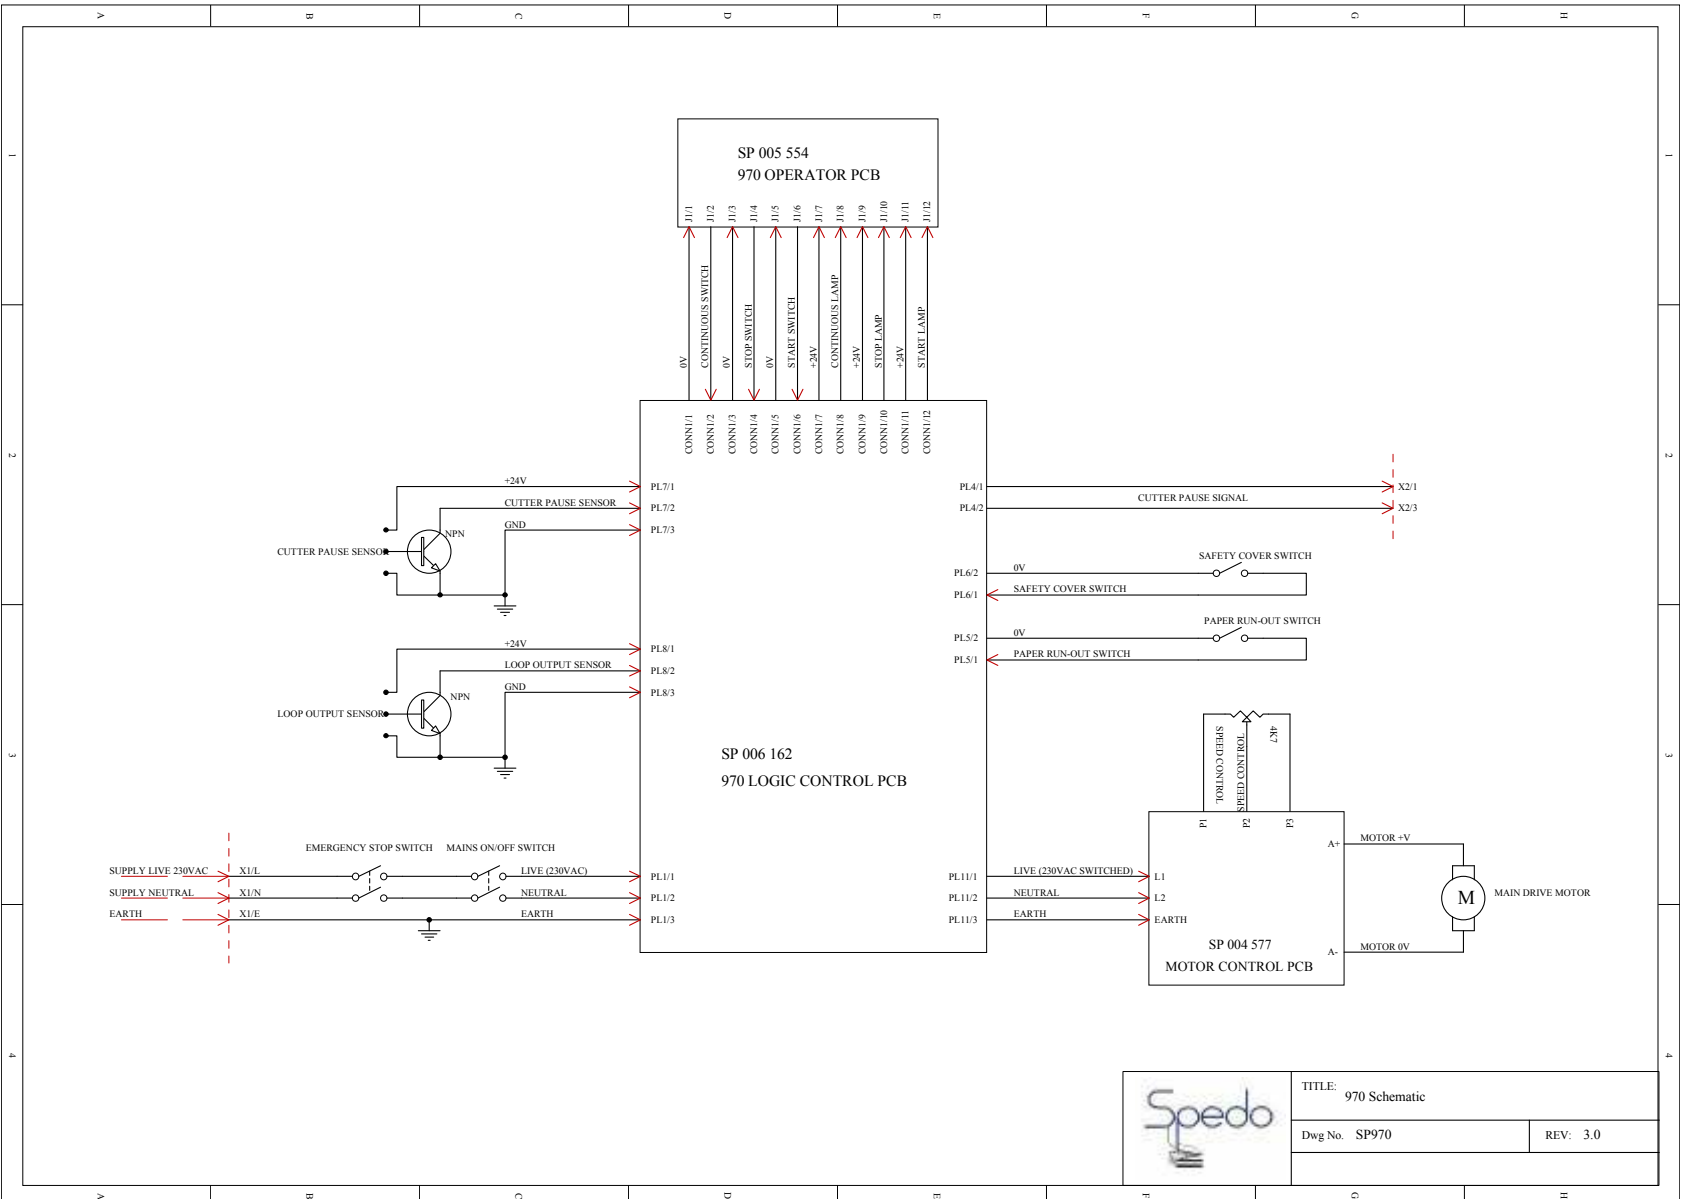 A B C D E F G H
1 1
SP 005 554
970 OPERATOR PCB
J1/1 J1/2 J1/3 J1/4 J1/5 J1/6 J1/7 J1/8 J1/9 J1/10 J1/11 J1/12
0V
CONTINUOUS SWITCH
0V
STOP SWITCH
0V
START SWITCH
+24V
CONTINUOUS LAMP
+24V
STOP LAMP
+24V
START LAMP
CONN1/1 CONN1/2 CONN1/3 CONN1/4 CONN1/5 CONN1/6 CONN1/7 CONN1/8 CONN1/9 CONN1/10 CONN1/11 CONN1/12
2 2
+24V PL7/1
CUTTER PAUSE SENSOR PL7/2
GND PL7/3
NPN
CUTTER PAUSE SENSOR
PL4/1 X2/1
CUTTER PAUSE SIGNAL
PL4/2 X2/3
SAFETY COVER SWITCH
PL6/2 0V
PL6/1 SAFETY COVER SWITCH
PAPER RUN-OUT SWITCH
PL5/2 0V
PL5/1 PAPER RUN-OUT SWITCH
+24V PL8/1
LOOP OUTPUT SENSOR PL8/2
GND PL8/3
NPN
LOOP OUTPUT SENSOR
3 3
SP 006 162
970 LOGIC CONTROL PCB
SPEED CONTROL
SPEED CONTROL
4K7
P1 P2 P3
A+ MOTOR +V
EMERGENCY STOP SWITCH MAINS ON/OFF SWITCH
SUPPLY LIVE 230VAC X1/L LIVE (230VAC) PL1/1
SUPPLY NEUTRAL X1/N NEUTRAL PL1/2
EARTH X1/E EARTH PL1/3
PL11/1 LIVE (230VAC SWITCHED) L1
PL11/2 NEUTRAL L2
PL11/3 EARTH EARTH
M MAIN DRIVE MOTOR
SP 004 577
MOTOR CONTROL PCB
A- MOTOR 0V
4 4
Spedo
TITLE:
970 Schematic
Dwg No. SP970 REV: 3.0
A B C D E F G H